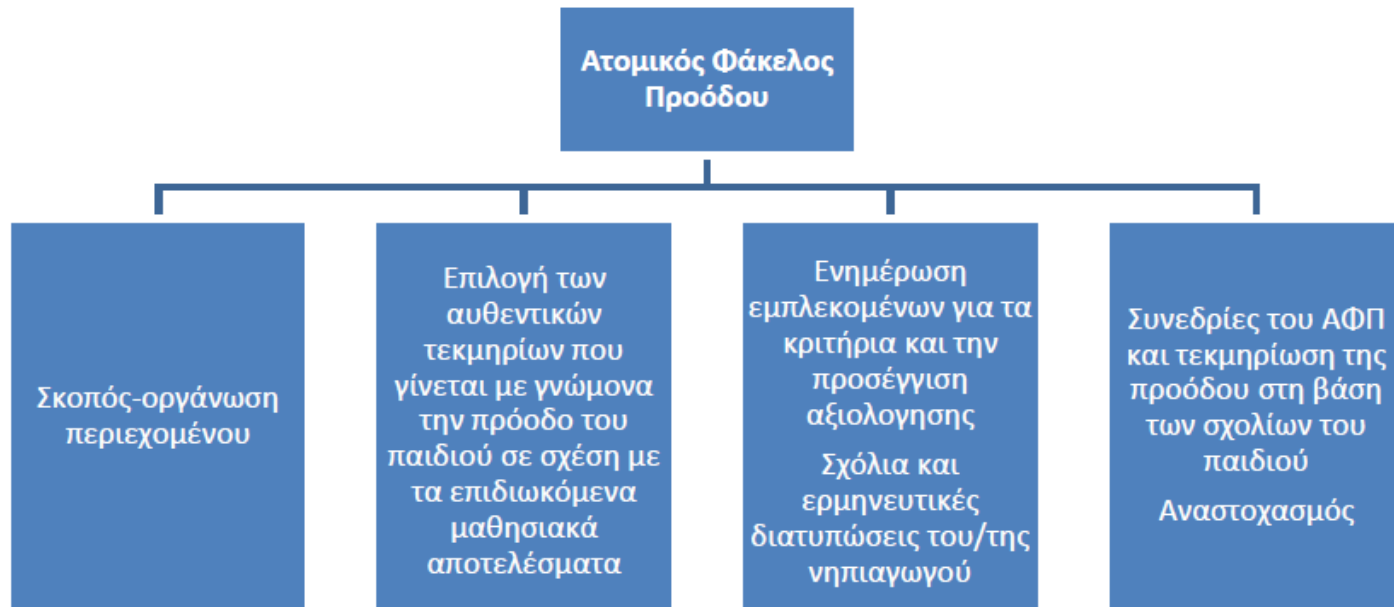 Ατομικός Φάκελος
Προόδου
Σκοπός-οργάνωση
περιεχομένου
Επιλογή των
αυθεντικών
τεκμηρίων που
γίνεται με γνώμονα
την πρόοδο του
παιδιού σε σχέση με
τα επιδιωκόμενα
μαθησιακά
αποτελέσματα
Ενημέρωση
εμπλεκομένων για τα
κριτήρια και την
προσέγγιση
αξιολογησης
Σχόλια και
ερμηνευτικές
διατυπώσεις του/της
νηπιαγωγού
Συνεδρίες του ΑΦΠ
και τεκμηρίωση της
προόδου στη βάση
των σχολίων του
παιδιού
Αναστοχασμός